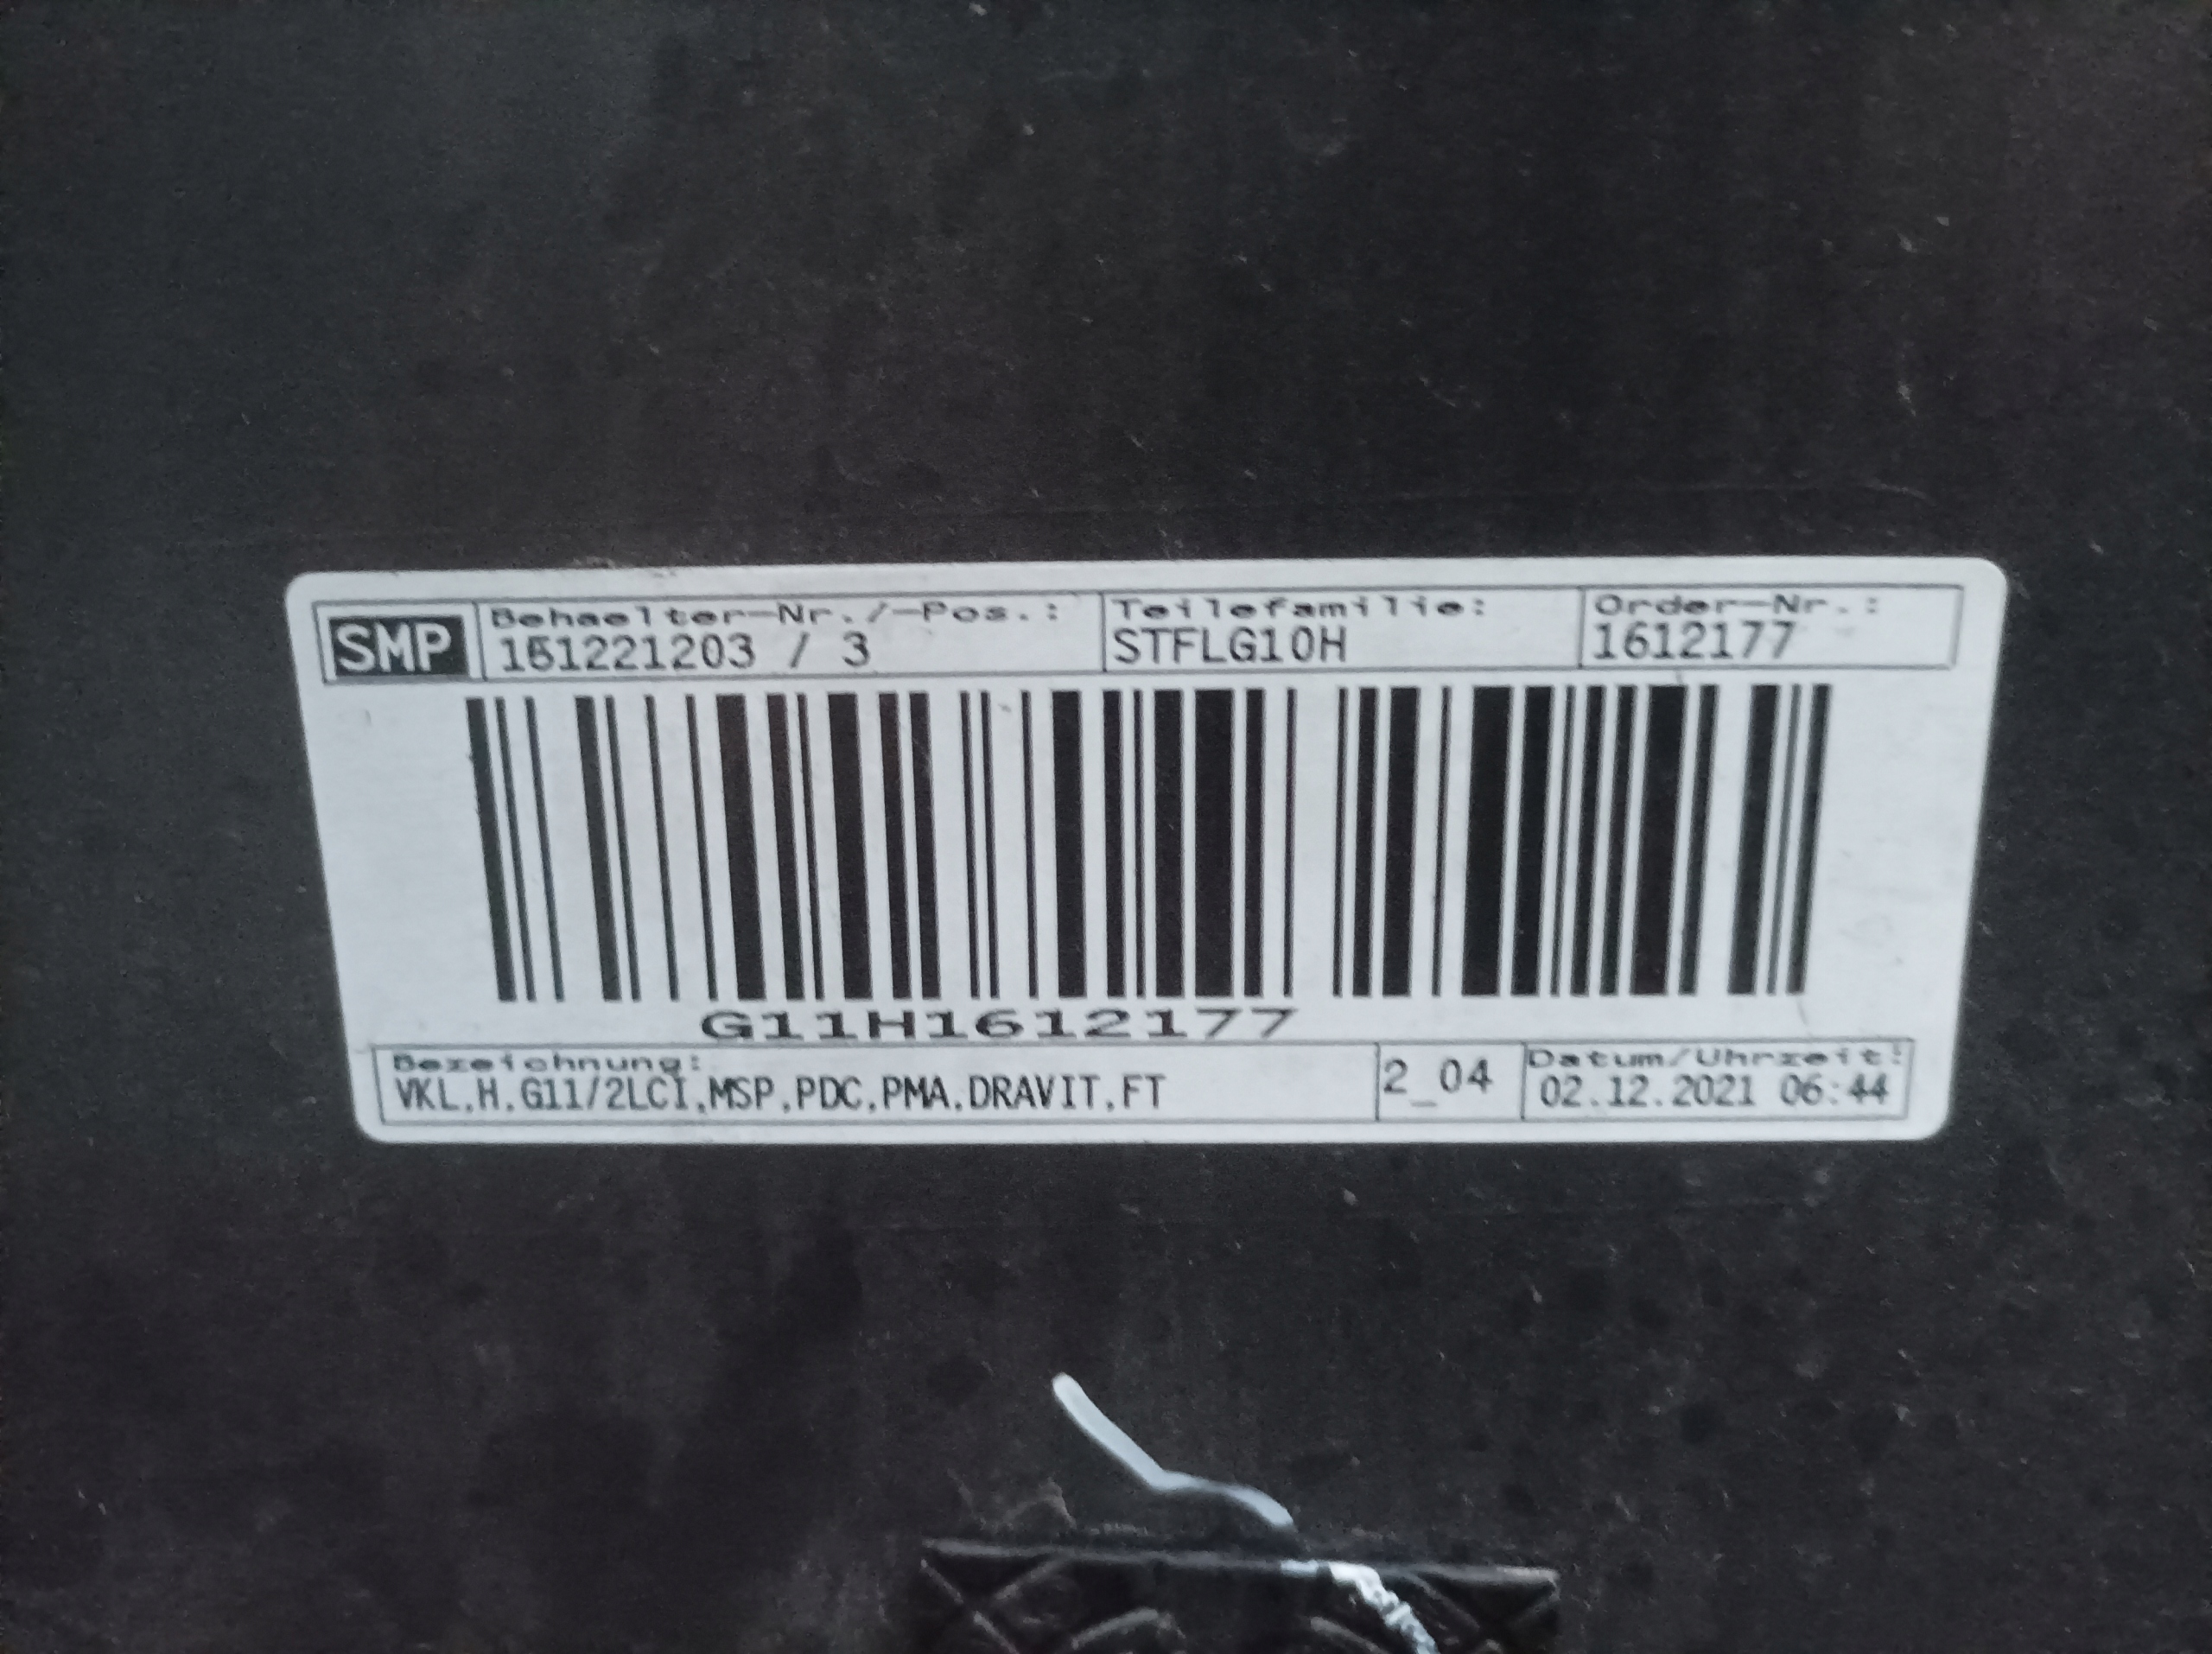 SMP
Behaelter-Nr./-Pos.: Teilefamilie: Order-Nr.:
151221203 / 3 STFLG10H 1612177
G11H1612177
Bezeichnung: 2_04 Datum/Uhrzeit:
VKL,H,G11/2LCI,MSP,PDC,PMA,DRAVIT,FT 02.12.2021 06:44